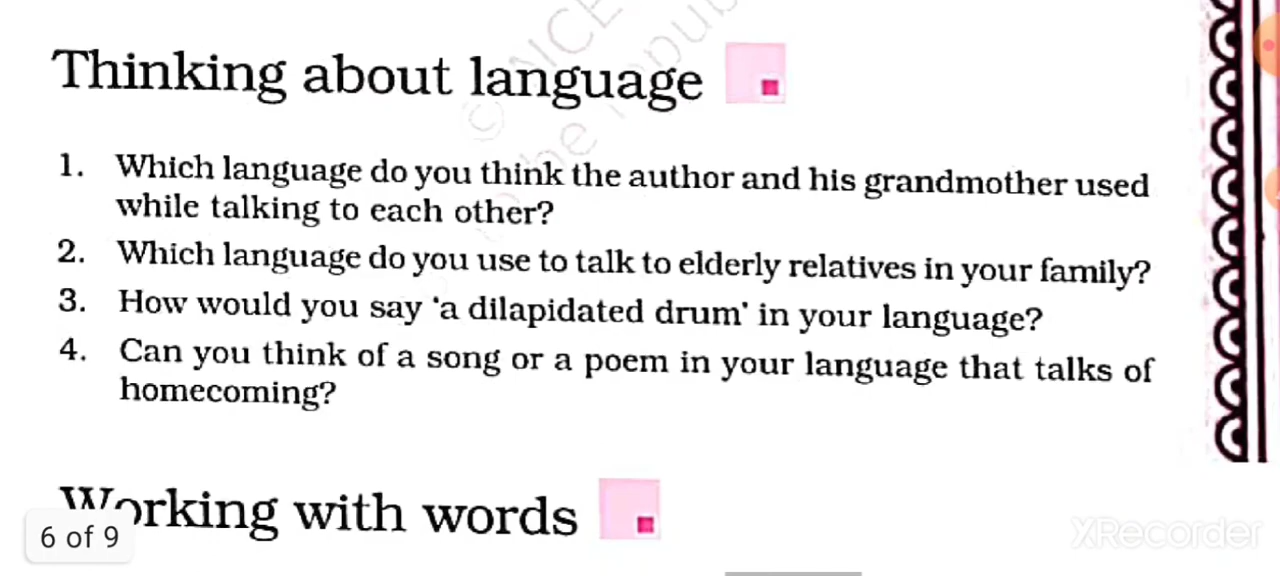 Thinking about language
1. Which language do you think the author and his grandmother used
while talking to each other?
2. Which language do you use to talk to elderly relatives in your family?
3. How would you say 'a dilapidated drum' in your language?
4. Can you think of a song or a poem in your language that talks of
homecoming?
Working with words
6 of 9
XRecorder